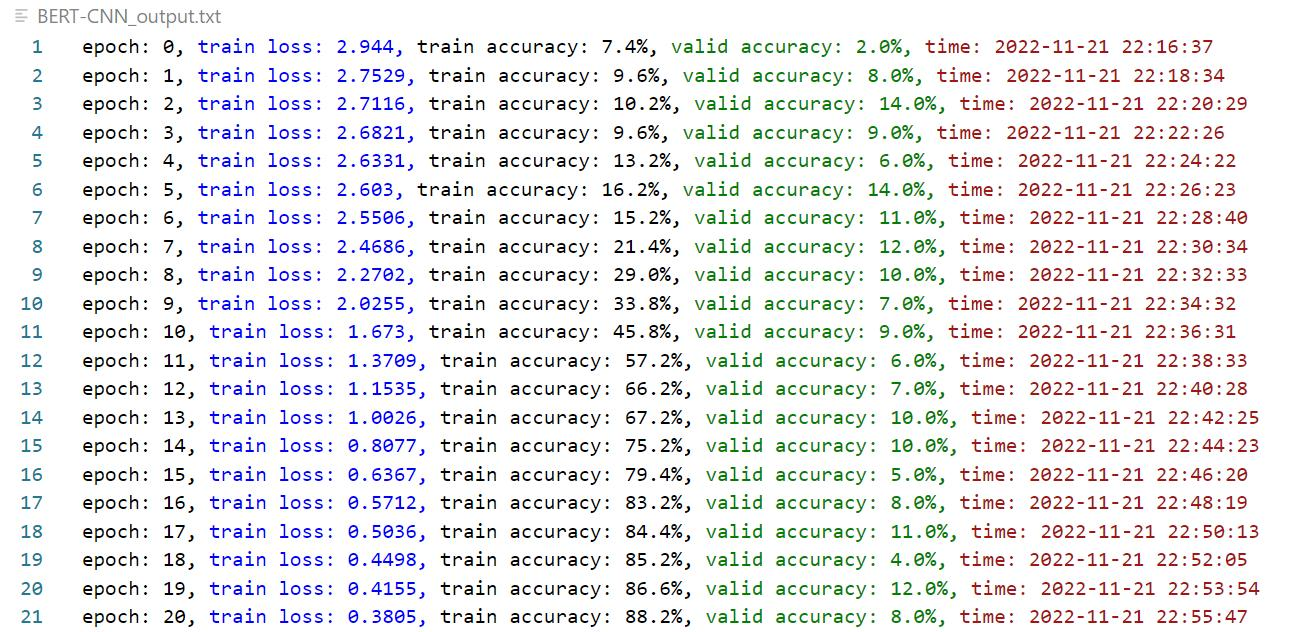 BERT-CNN_output.txt
1 epoch: 0, train loss: 2.944, train accuracy: 7.4%, valid accuracy: 2.0%, time: 2022-11-21 22:16:37
2 epoch: 1, train loss: 2.7529, train accuracy: 9.6%, valid accuracy: 8.0%, time: 2022-11-21 22:18:34
3 epoch: 2, train loss: 2.7116, train accuracy: 10.2%, valid accuracy: 14.0%, time: 2022-11-21 22:20:29
4 epoch: 3, train loss: 2.6821, train accuracy: 9.6%, valid accuracy: 9.0%, time: 2022-11-21 22:22:26
5 epoch: 4, train loss: 2.6331, train accuracy: 13.2%, valid accuracy: 6.0%, time: 2022-11-21 22:24:22
6 epoch: 5, train loss: 2.603, train accuracy: 16.2%, valid accuracy: 14.0%, time: 2022-11-21 22:26:23
7 epoch: 6, train loss: 2.5506, train accuracy: 15.2%, valid accuracy: 11.0%, time: 2022-11-21 22:28:40
8 epoch: 7, train loss: 2.4686, train accuracy: 21.4%, valid accuracy: 12.0%, time: 2022-11-21 22:30:34
9 epoch: 8, train loss: 2.2702, train accuracy: 29.0%, valid accuracy: 10.0%, time: 2022-11-21 22:32:33
10 epoch: 9, train loss: 2.0255, train accuracy: 33.8%, valid accuracy: 7.0%, time: 2022-11-21 22:34:32
11 epoch: 10, train loss: 1.673, train accuracy: 45.8%, valid accuracy: 9.0%, time: 2022-11-21 22:36:31
12 epoch: 11, train loss: 1.3709, train accuracy: 57.2%, valid accuracy: 6.0%, time: 2022-11-21 22:38:33
13 epoch: 12, train loss: 1.1535, train accuracy: 66.2%, valid accuracy: 7.0%, time: 2022-11-21 22:40:28
14 epoch: 13, train loss: 1.0026, train accuracy: 67.2%, valid accuracy: 10.0%, time: 2022-11-21 22:42:25
15 epoch: 14, train loss: 0.8077, train accuracy: 75.2%, valid accuracy: 10.0%, time: 2022-11-21 22:44:23
16 epoch: 15, train loss: 0.6367, train accuracy: 79.4%, valid accuracy: 5.0%, time: 2022-11-21 22:46:20
17 epoch: 16, train loss: 0.5712, train accuracy: 83.2%, valid accuracy: 8.0%, time: 2022-11-21 22:48:19
18 epoch: 17, train loss: 0.5036, train accuracy: 84.4%, valid accuracy: 11.0%, time: 2022-11-21 22:50:13
19 epoch: 18, train loss: 0.4498, train accuracy: 85.2%, valid accuracy: 4.0%, time: 2022-11-21 22:52:05
20 epoch: 19, train loss: 0.4155, train accuracy: 86.6%, valid accuracy: 12.0%, time: 2022-11-21 22:53:54
21 epoch: 20, train loss: 0.3805, train accuracy: 88.2%, valid accuracy: 8.0%, time: 2022-11-21 22:55:47